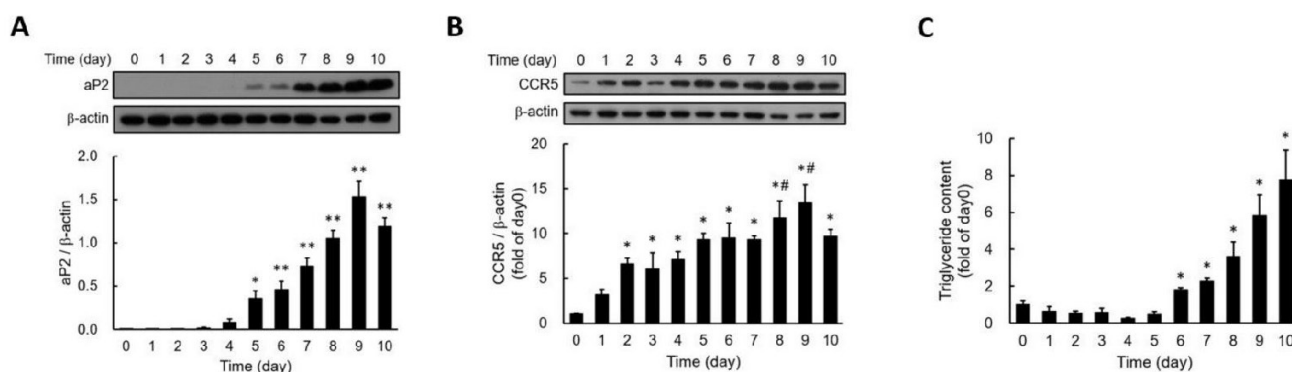 A
Time (day) 0 1 2 3 4 5 6 7 8 9 10
aP2
β-actin
aP2 / β-actin
2.0
1.5
1.0
0.5
0.0
* ** ** ** ** **
0 1 2 3 4 5 6 7 8 9 10
Time (day)
B
Time (day) 0 1 2 3 4 5 6 7 8 9 10
CCR5
β-actin
CCR5 / β-actin
(fold of day0)
20
15
10
5
0
* * * * * * *# *# *
0 1 2 3 4 5 6 7 8 9 10
Time (day)
C
Triglyceride content
(fold of day0)
10
8
6
4
2
0
* * * * *
0 1 2 3 4 5 6 7 8 9 10
Time (day)